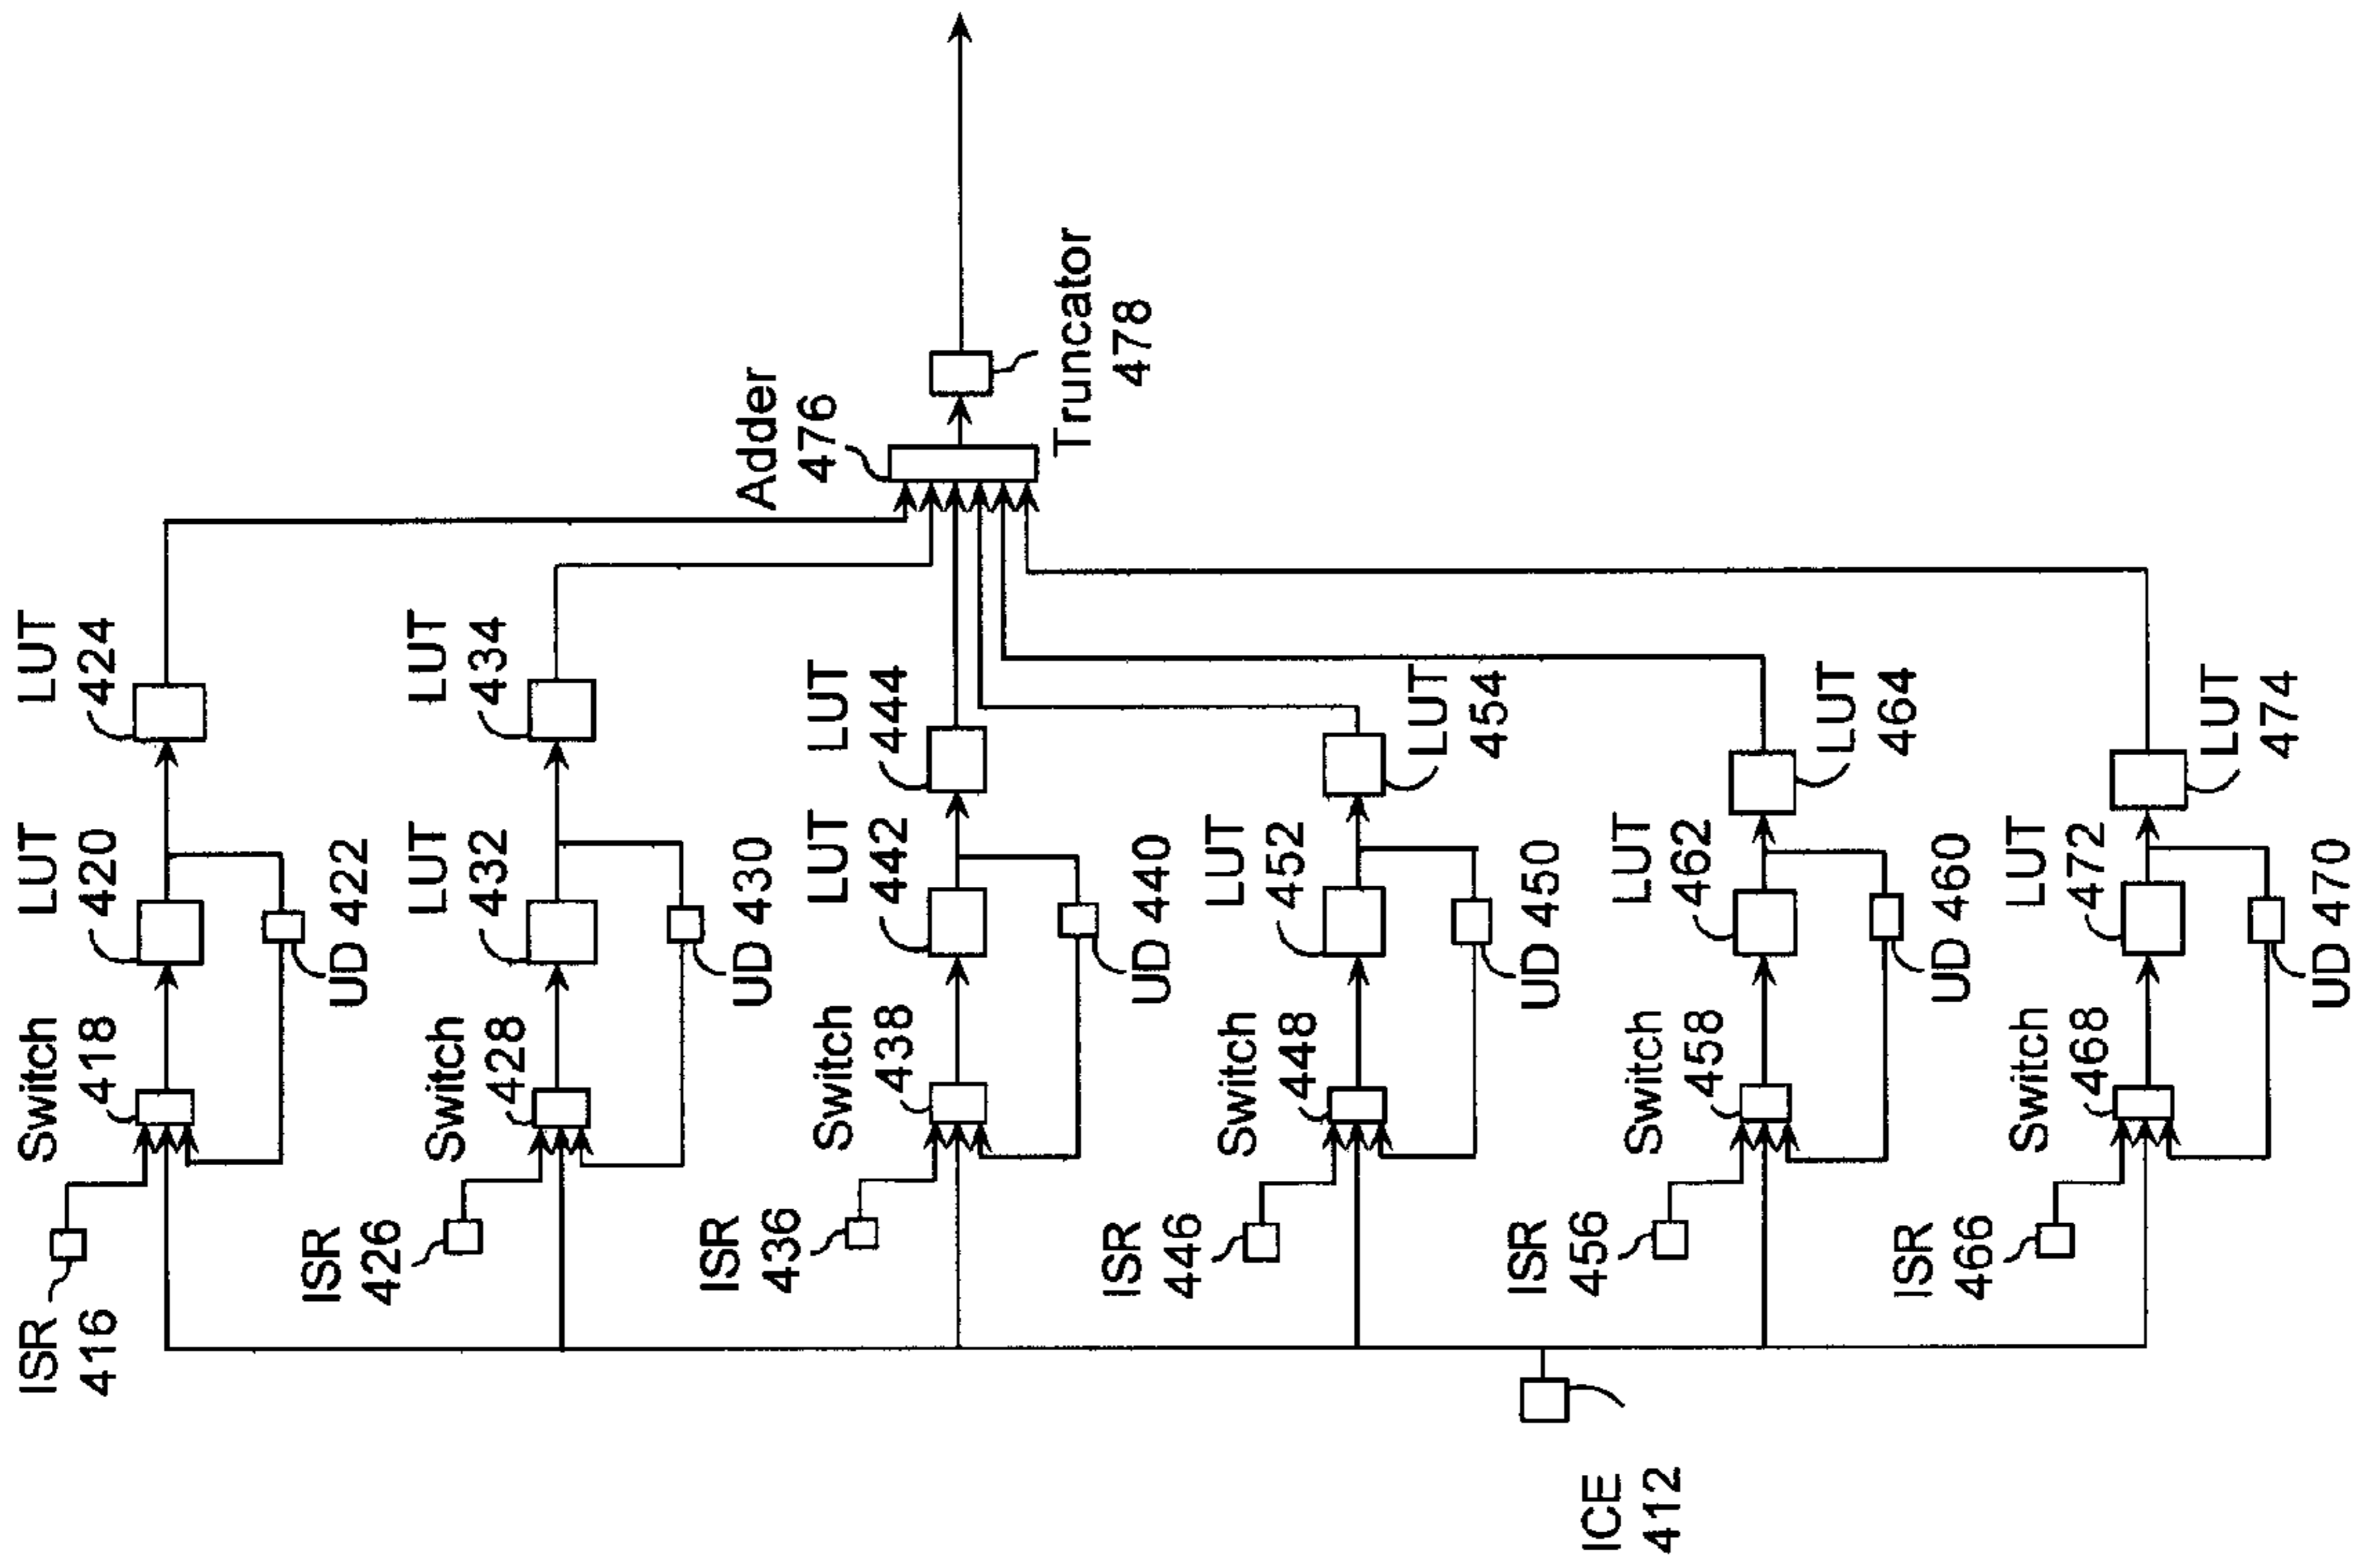 ISR
416
Switch
418
LUT
420
UD 422
LUT
424
ISR
426
Switch
428
LUT
432
UD 430
LUT
434
ISR
436
Switch
438
LUT
442
UD 440
LUT
444
ISR
446
Switch
448
LUT
452
UD 450
LUT
454
ISR
456
Switch
458
LUT
462
UD 460
LUT
464
ISR
466
Switch
468
LUT
472
UD 470
LUT
474
ICE
412
Adder
476
Truncator
478